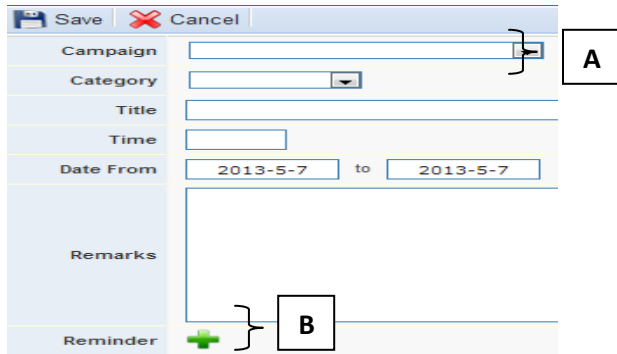 Save Cancel
Campaign
A
Category
Title
Time
Date From 2013-5-7 to 2013-5-7
Remarks
B
Reminder